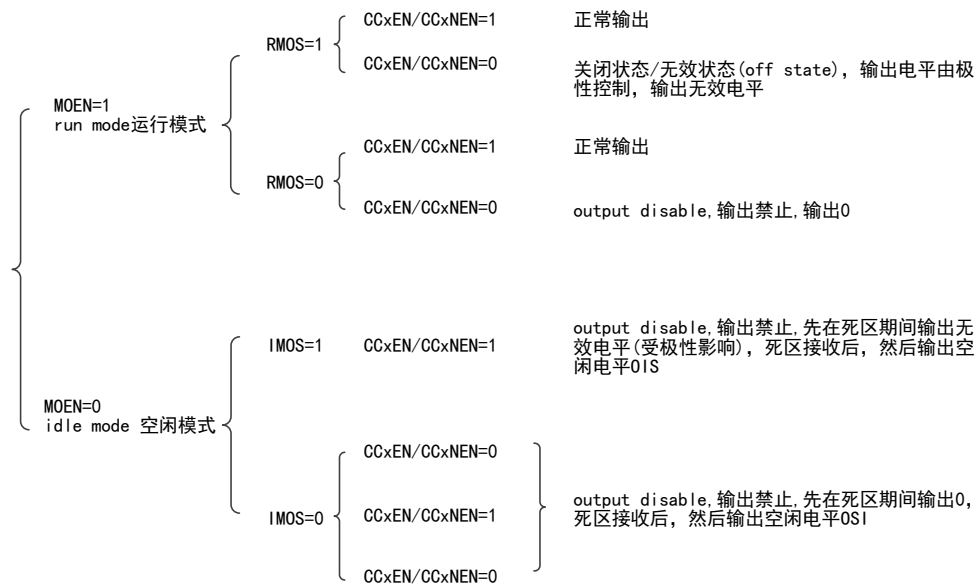 CCxEN/CCxNEN=1 正常输出
RMOS=1
CCxEN/CCxNEN=0 关闭状态/无效状态(off state), 输出电平由极
性控制, 输出无效电平
MOEN=1
run mode运行模式
CCxEN/CCxNEN=1 正常输出
RMOS=0
CCxEN/CCxNEN=0 output disable,输出禁止,输出0
output disable,输出禁止,先在死区期间输出无
IMOS=1 CCxEN/CCxNEN=1 效电平(受极性影响), 死区接收后, 然后输出空
闲电平OIS
MOEN=0
idle mode 空闲模式
CCxEN/CCxNEN=0
output disable,输出禁止,先在死区期间输出0,
IMOS=0 CCxEN/CCxNEN=1 死区接收后, 然后输出空闲电平OSI
CCxEN/CCxNEN=0